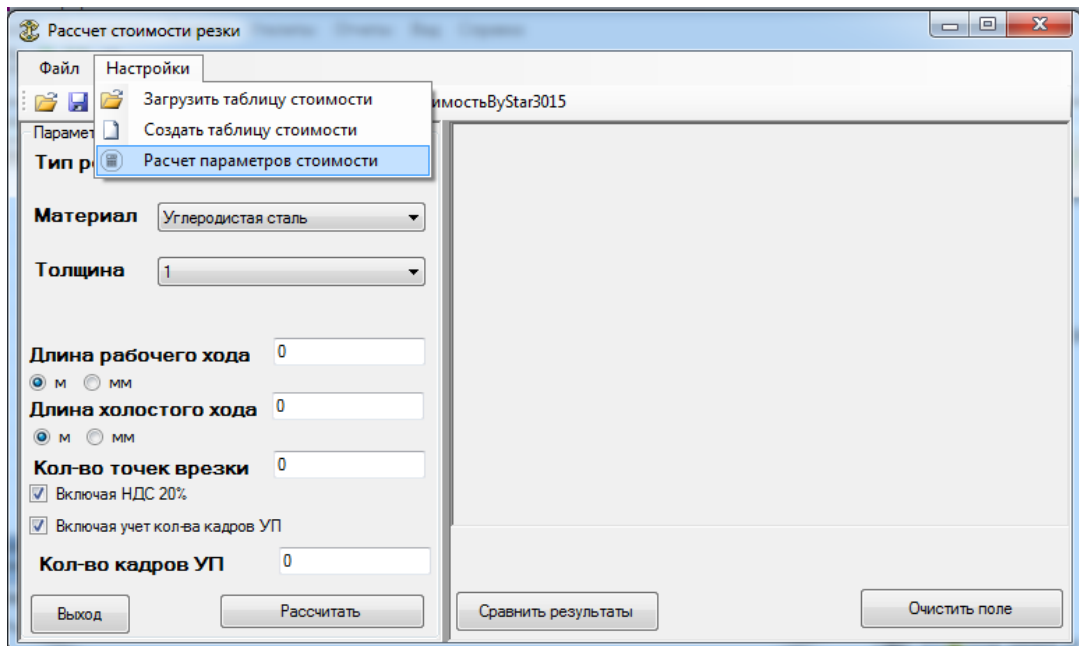 Рассчет стоимости резки
Файл Настройки
Загрузить таблицу стоимости
имостьByStar3015
Создать таблицу стоимости
Расчет параметров стоимости
Парамет
Тип р
Материал Углеродистая сталь
Толщина 1
Длина рабочего хода 0
м мм
Длина холостого хода 0
м мм
Кол-во точек врезки 0
Включая НДС 20%
Включая учет кол-ва кадров УП
Кол-во кадров УП 0
Выход Рассчитать Сравнить результаты Очистить поле